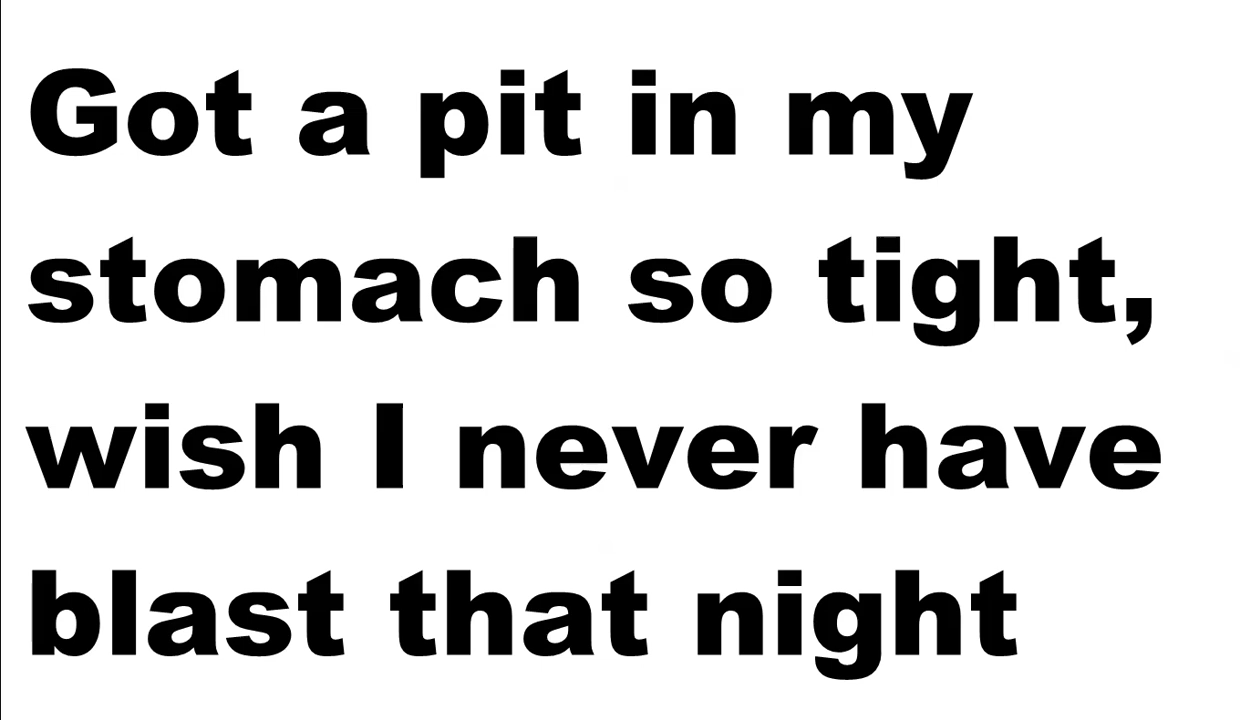 Got a pit in my
stomach so tight,
wish I never have
blast that night